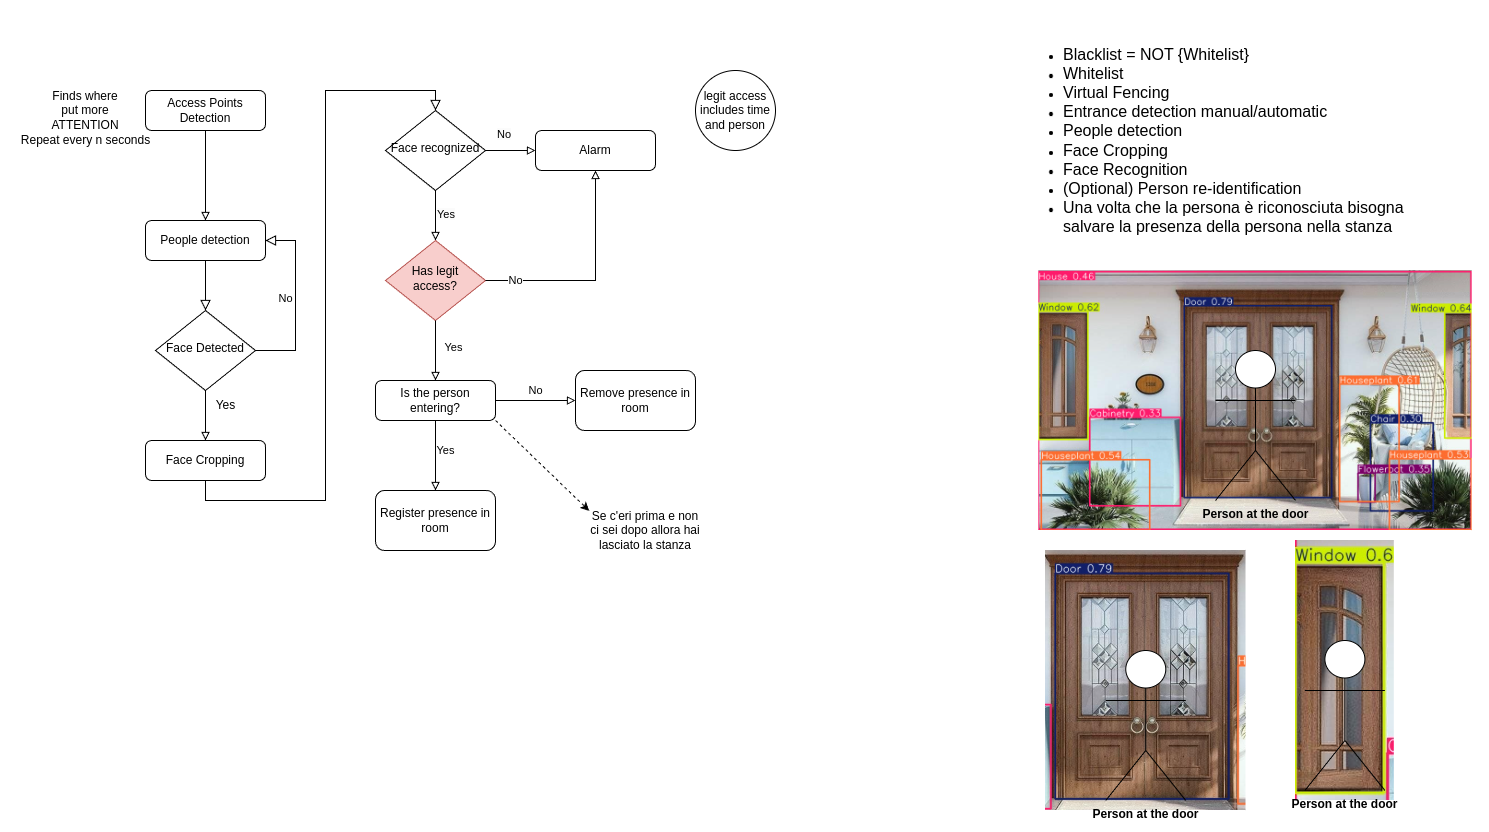 Finds where
put more
ATTENTION
Repeat every n seconds
Access Points
Detection
People detection
No
Face Detected
Yes
Face Cropping
Face recognized
No
Alarm
Yes
Has legit
access?
No
Yes
Is the person
entering?
No
Remove presence in
room
Yes
Register presence in
room
Se c'eri prima e non
ci sei dopo allora hai
lasciato la stanza
legit access
includes time
and person
Blacklist = NOT {Whitelist}
Whitelist
Virtual Fencing
Entrance detection manual/automatic
People detection
Face Cropping
Face Recognition
(Optional) Person re-identification
Una volta che la persona è riconosciuta bisogna
salvare la presenza della persona nella stanza
House 0.46
Window 0.62
Door 0.79
Window 0.64
Houseplant 0.61
Cabinetry 0.33
Chair 0.30
Houseplant 0.54
Houseplant 0.53
Flowerpot 0.35
Person at the door
Door 0.79
H
Person at the door
Window 0.6
C
Person at the door